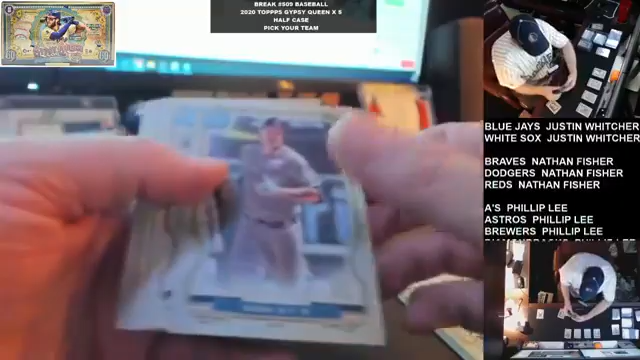 BREAK #509 BASEBALL
2020 TOPPPS GYPSY QUEEN X 5
HALF CASE
PICK YOUR TEAM
BLUE JAYS JUSTIN WHITCHER
WHITE SOX JUSTIN WHITCHER
BRAVES NATHAN FISHER
DODGERS NATHAN FISHER
REDS NATHAN FISHER
A'S PHILLIP LEE
ASTROS PHILLIP LEE
BREWERS PHILLIP LEE